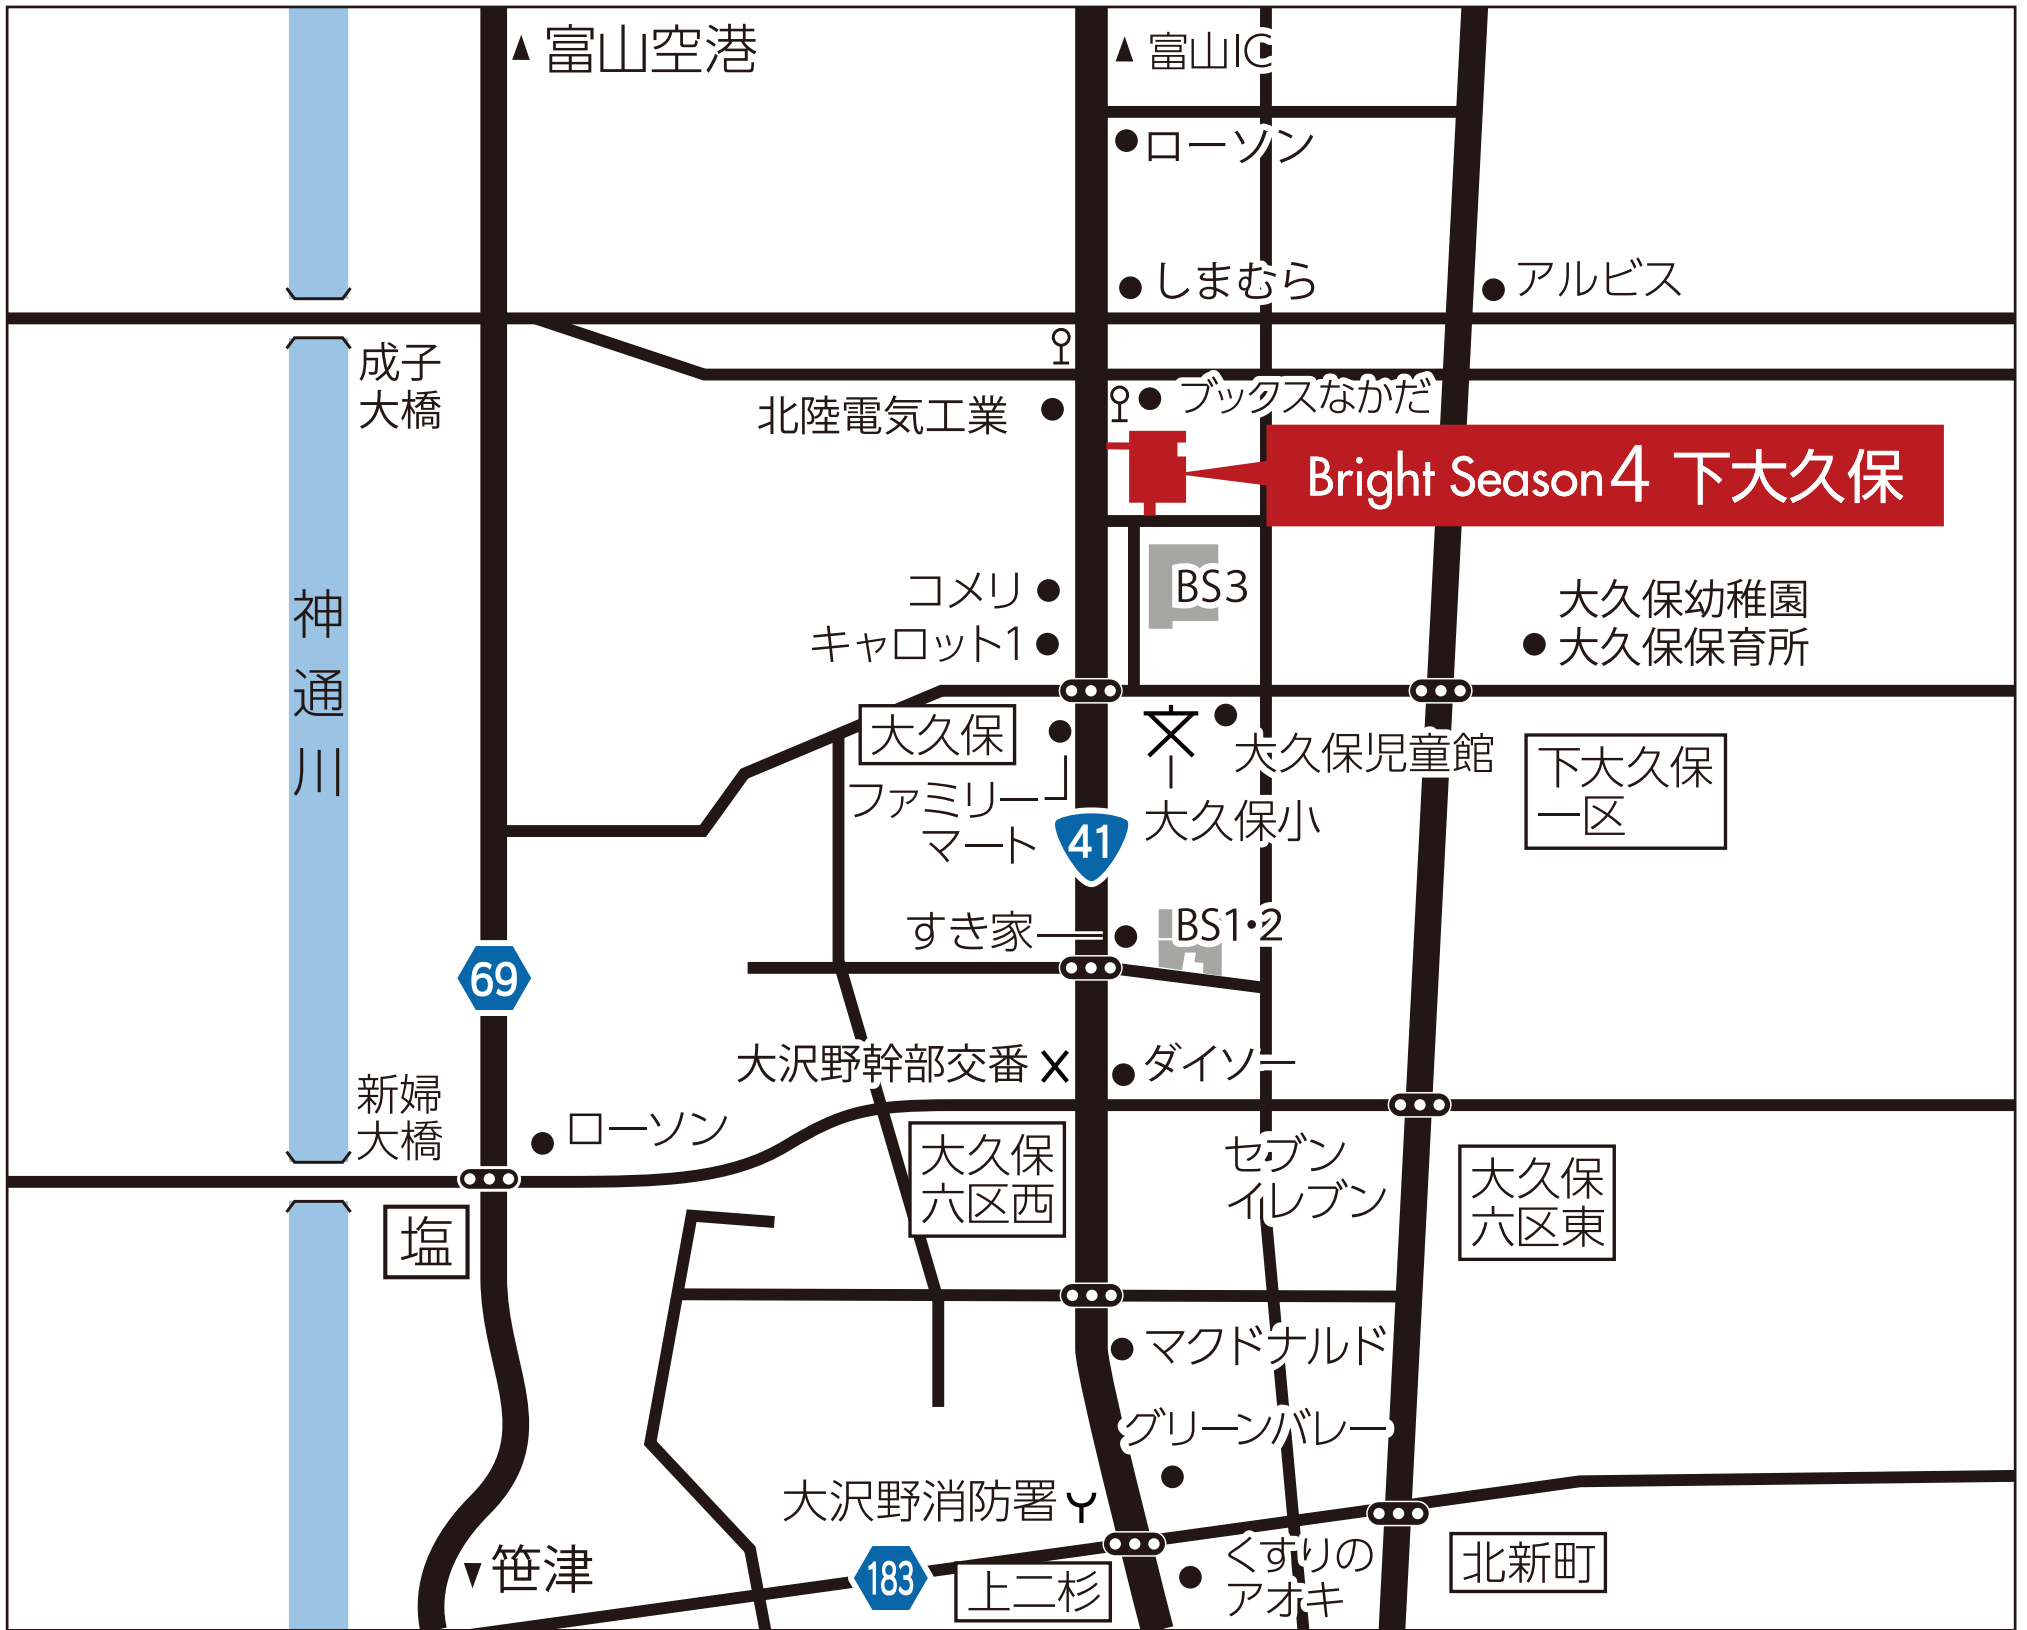 ▲富山空港
▲富山IC
ローソン
しまむら
アルビス
成子
大橋
北陸電気工業
ブックスなかだ
Bright Season4 下大久保
コメリ
BS3
キャロット1
大久保幼稚園
大久保保育所
神通川
大久保
大久保児童館
下大久保
一区
ファミリー
マート
大久保小
41
すき家
BS1・2
69
大沢野幹部交番
ダイソー
新婦
大橋
ローソン
大久保
六区西
セブン
イレブン
大久保
六区東
塩
マクドナルド
グリーンバレー
大沢野消防署
▼笹津
183
上二杉
くすりの
アオキ
北新町